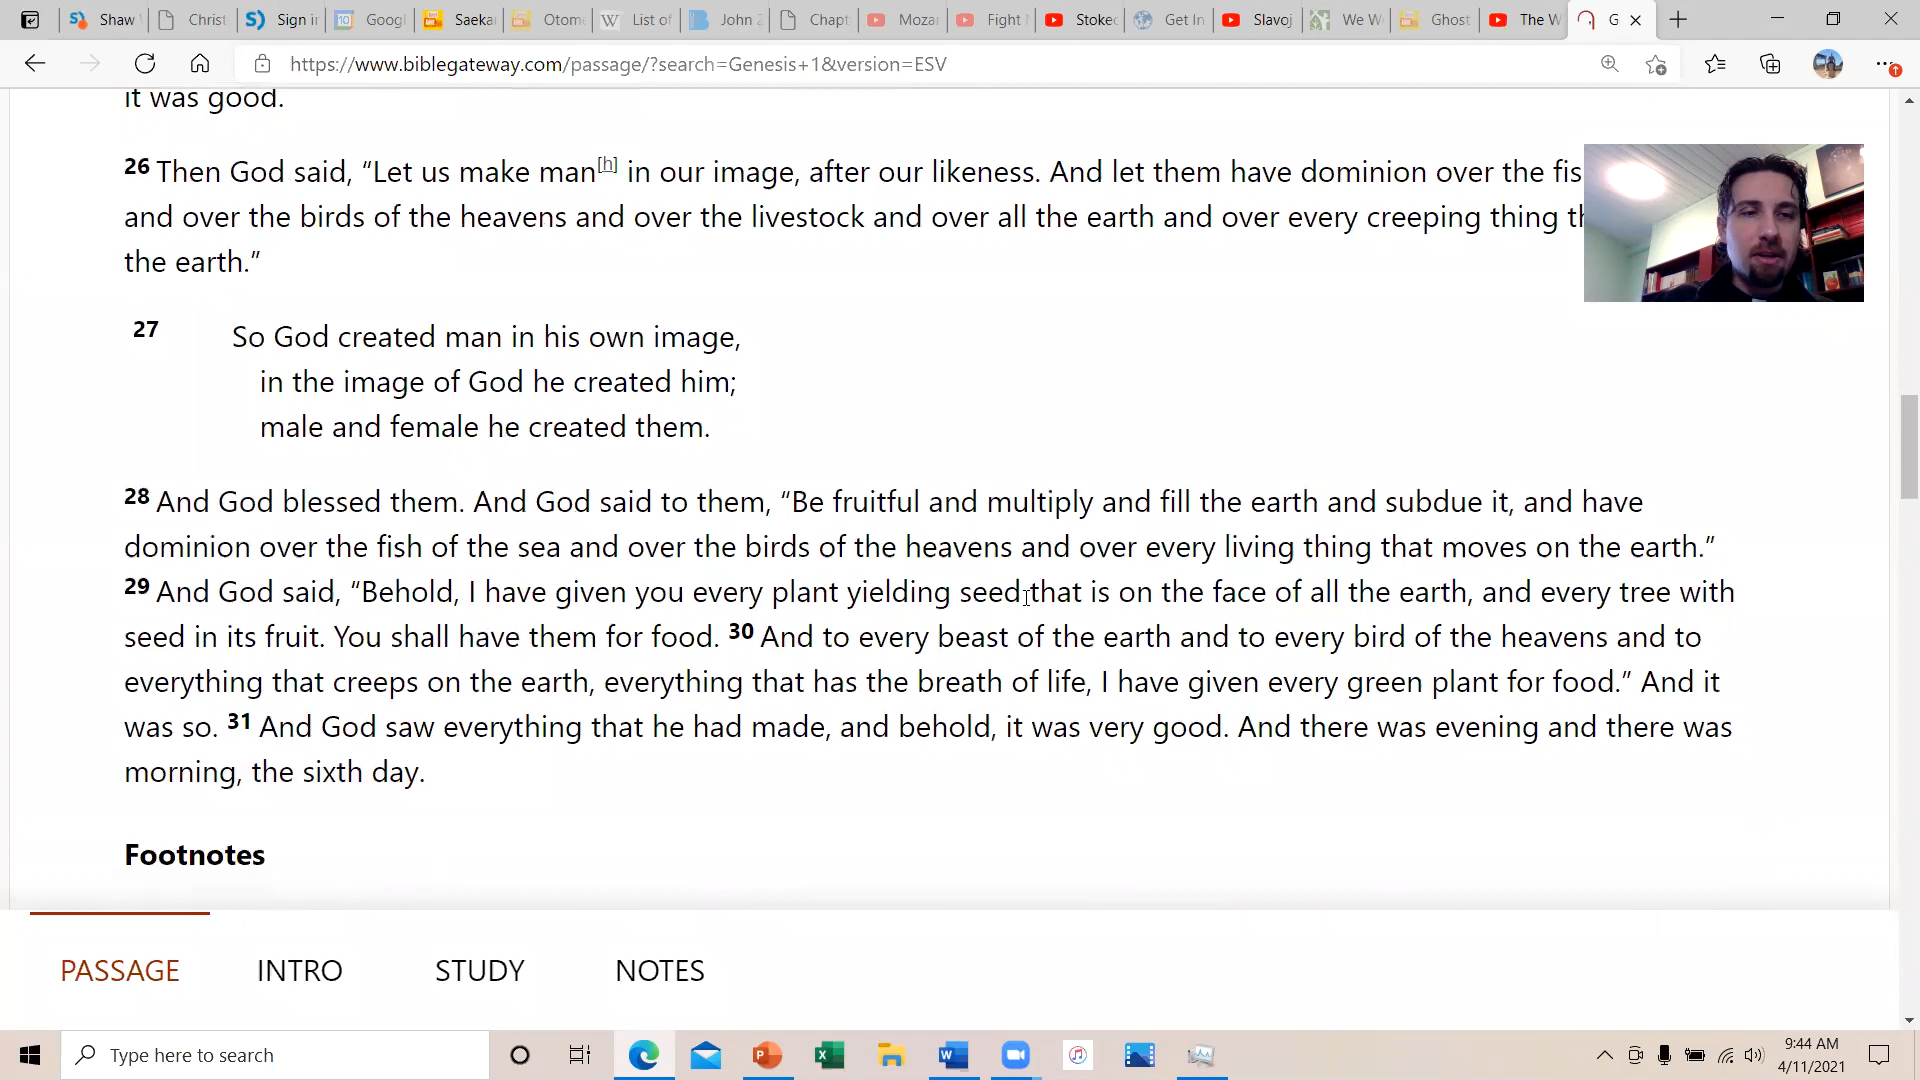 Shaw
Christ
Sign in
Googl
Saekar
Otome
List of
John 2
Chapt
Mozar
Fight
Stoked
Get In
Slavoj
We W
Ghost
The W
G
https://www.biblegateway.com/passage/?search=Genesis+1&version=ESV
it was good.
26 Then God said, “Let us make man[h] in our image, after our likeness. And let them have dominion over the fis
and over the birds of the heavens and over the livestock and over all the earth and over every creeping thing th
the earth.”
27 So God created man in his own image,
in the image of God he created him;
male and female he created them.
28 And God blessed them. And God said to them, “Be fruitful and multiply and fill the earth and subdue it, and have
dominion over the fish of the sea and over the birds of the heavens and over every living thing that moves on the earth.”
29 And God said, “Behold, I have given you every plant yielding seed that is on the face of all the earth, and every tree with
seed in its fruit. You shall have them for food. 30 And to every beast of the earth and to every bird of the heavens and to
everything that creeps on the earth, everything that has the breath of life, I have given every green plant for food.” And it
was so. 31 And God saw everything that he had made, and behold, it was very good. And there was evening and there was
morning, the sixth day.
Footnotes
PASSAGE INTRO STUDY NOTES
Type here to search
9:44 AM
4/11/2021